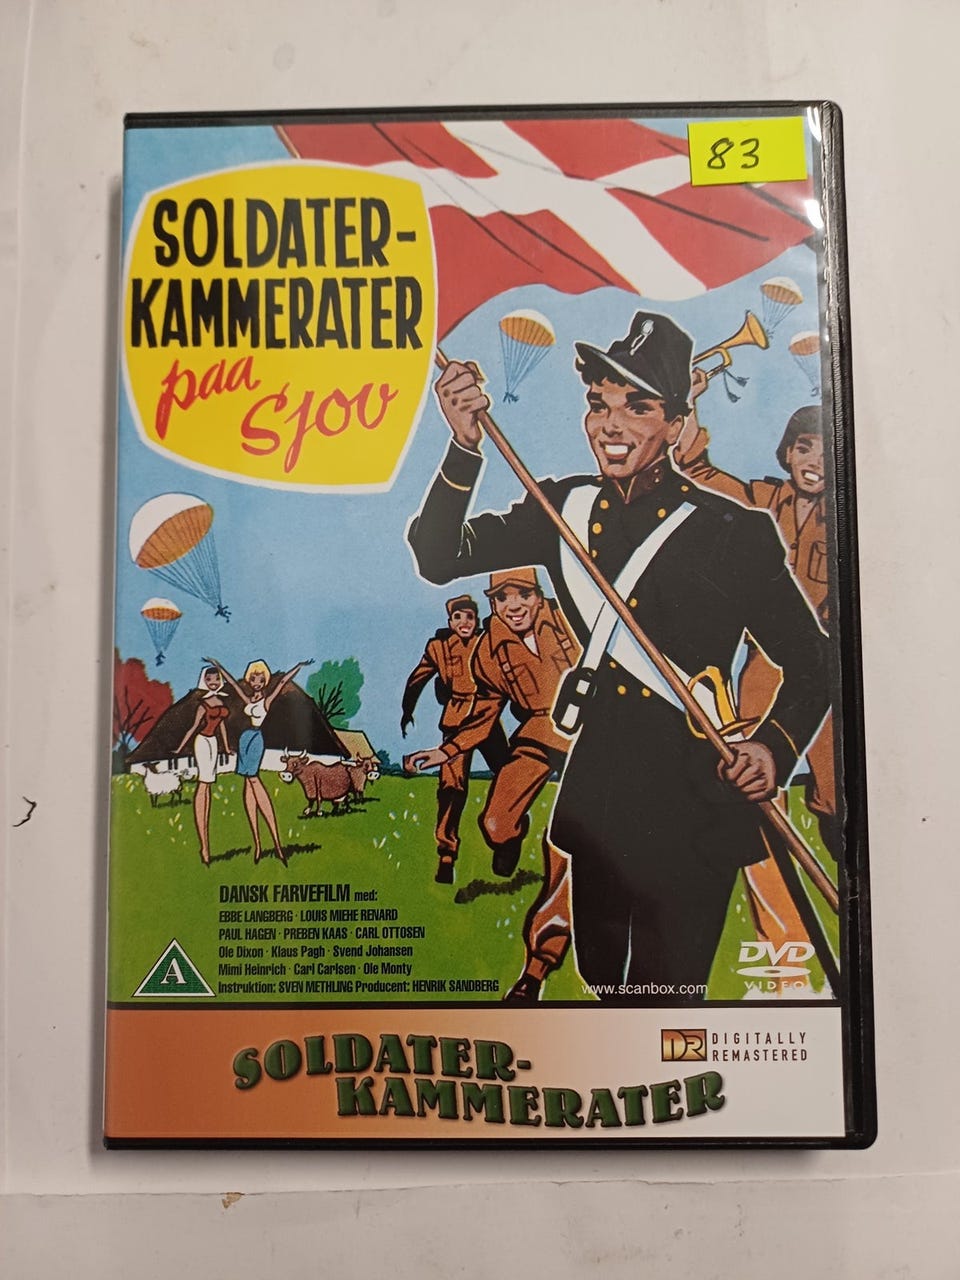 83
SOLDATER-
KAMMERATER
paa
Sjov
DANSK FARVEFILM med:
EBBE LANGBERG · LOUIS MIEHE RENARD
PAUL HAGEN · PREBEN KAAS · CARL OTTOSEN
Ole Dixon · Klaus Pagh · Svend Johansen
Mimi Heinrich · Carl Carlsen · Ole Monty
Instruktion: SVEN METHLING Producent: HENRIK SANDBERG
A
www.scanbox.com
DVD
VIDEO
DR DIGITALLY
REMASTERED
SOLDATER-
KAMMERATER